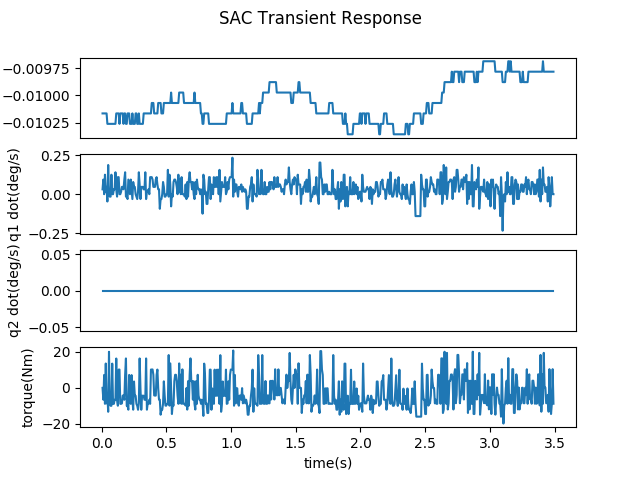 SAC Transient Response
−0.00975
−0.01000
−0.01025
0.25
0.00
−0.25
q1 dot(deg/s)
0.05
0.00
−0.05
q2 dot(deg/s)
20
0
−20
torque(Nm)
0.0 0.5 1.0 1.5 2.0 2.5 3.0 3.5
time(s)